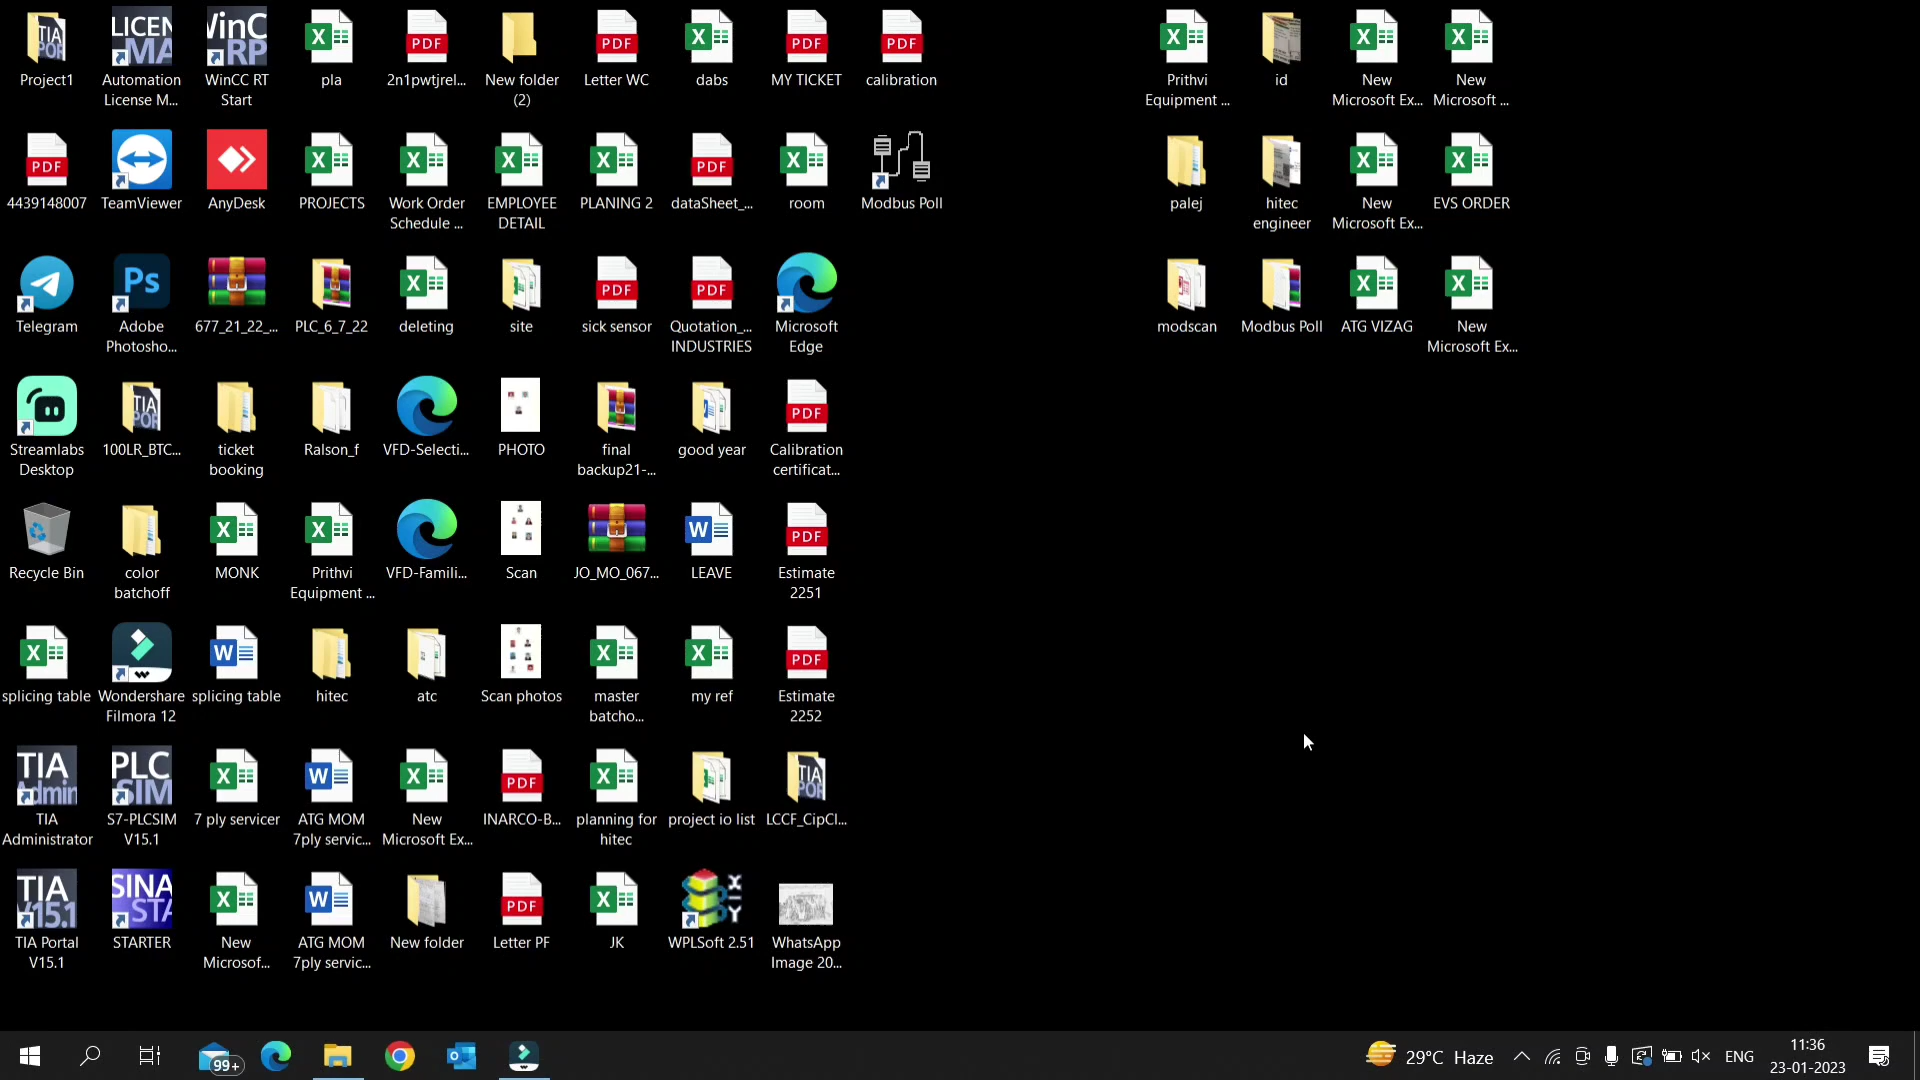 Project1
Automation
License M...
WinCC RT
Start
pla
2n1pwtjrel...
New folder
(2)
Letter WC
dabs
MY TICKET
calibration
Prithvi
Equipment ...
id
New
Microsoft Ex...
New
Microsoft ...
4439148007
TeamViewer
AnyDesk
PROJECTS
Work Order
Schedule ...
EMPLOYEE
DETAIL
PLANING 2
dataSheet_...
room
Modbus Poll
palej
hitec
engineer
New
Microsoft Ex...
EVS ORDER
Telegram
Adobe
Photosho...
677_21_22_...
PLC_6_7_22
deleting
site
sick sensor
Quotation_...
INDUSTRIES
Microsoft
Edge
modscan
Modbus Poll
ATG VIZAG
New
Microsoft Ex...
Streamlabs
Desktop
100LR_BTC...
ticket
booking
Ralson_f
VFD-Selecti...
PHOTO
final
backup21-...
good year
Calibration
certificat...
Recycle Bin
color
batchoff
MONK
Prithvi
Equipment ...
VFD-Famili...
Scan
JO_MO_067...
LEAVE
Estimate
2251
splicing table
Wondershare
Filmora 12
splicing table
hitec
atc
Scan photos
master
batcho...
my ref
Estimate
2252
TIA
Administrator
S7-PLCSIM
V15.1
7 ply servicer
ATG MOM
7ply servic...
New
Microsoft Ex...
INARCO-B...
planning for
hitec
project io list
LCCF_CipCl...
TIA Portal
V15.1
STARTER
New
Microsof...
ATG MOM
7ply servic...
New folder
Letter PF
JK
WPLSoft 2.51
WhatsApp
Image 20...
99+
29°C Haze
ENG
11:36
23-01-2023